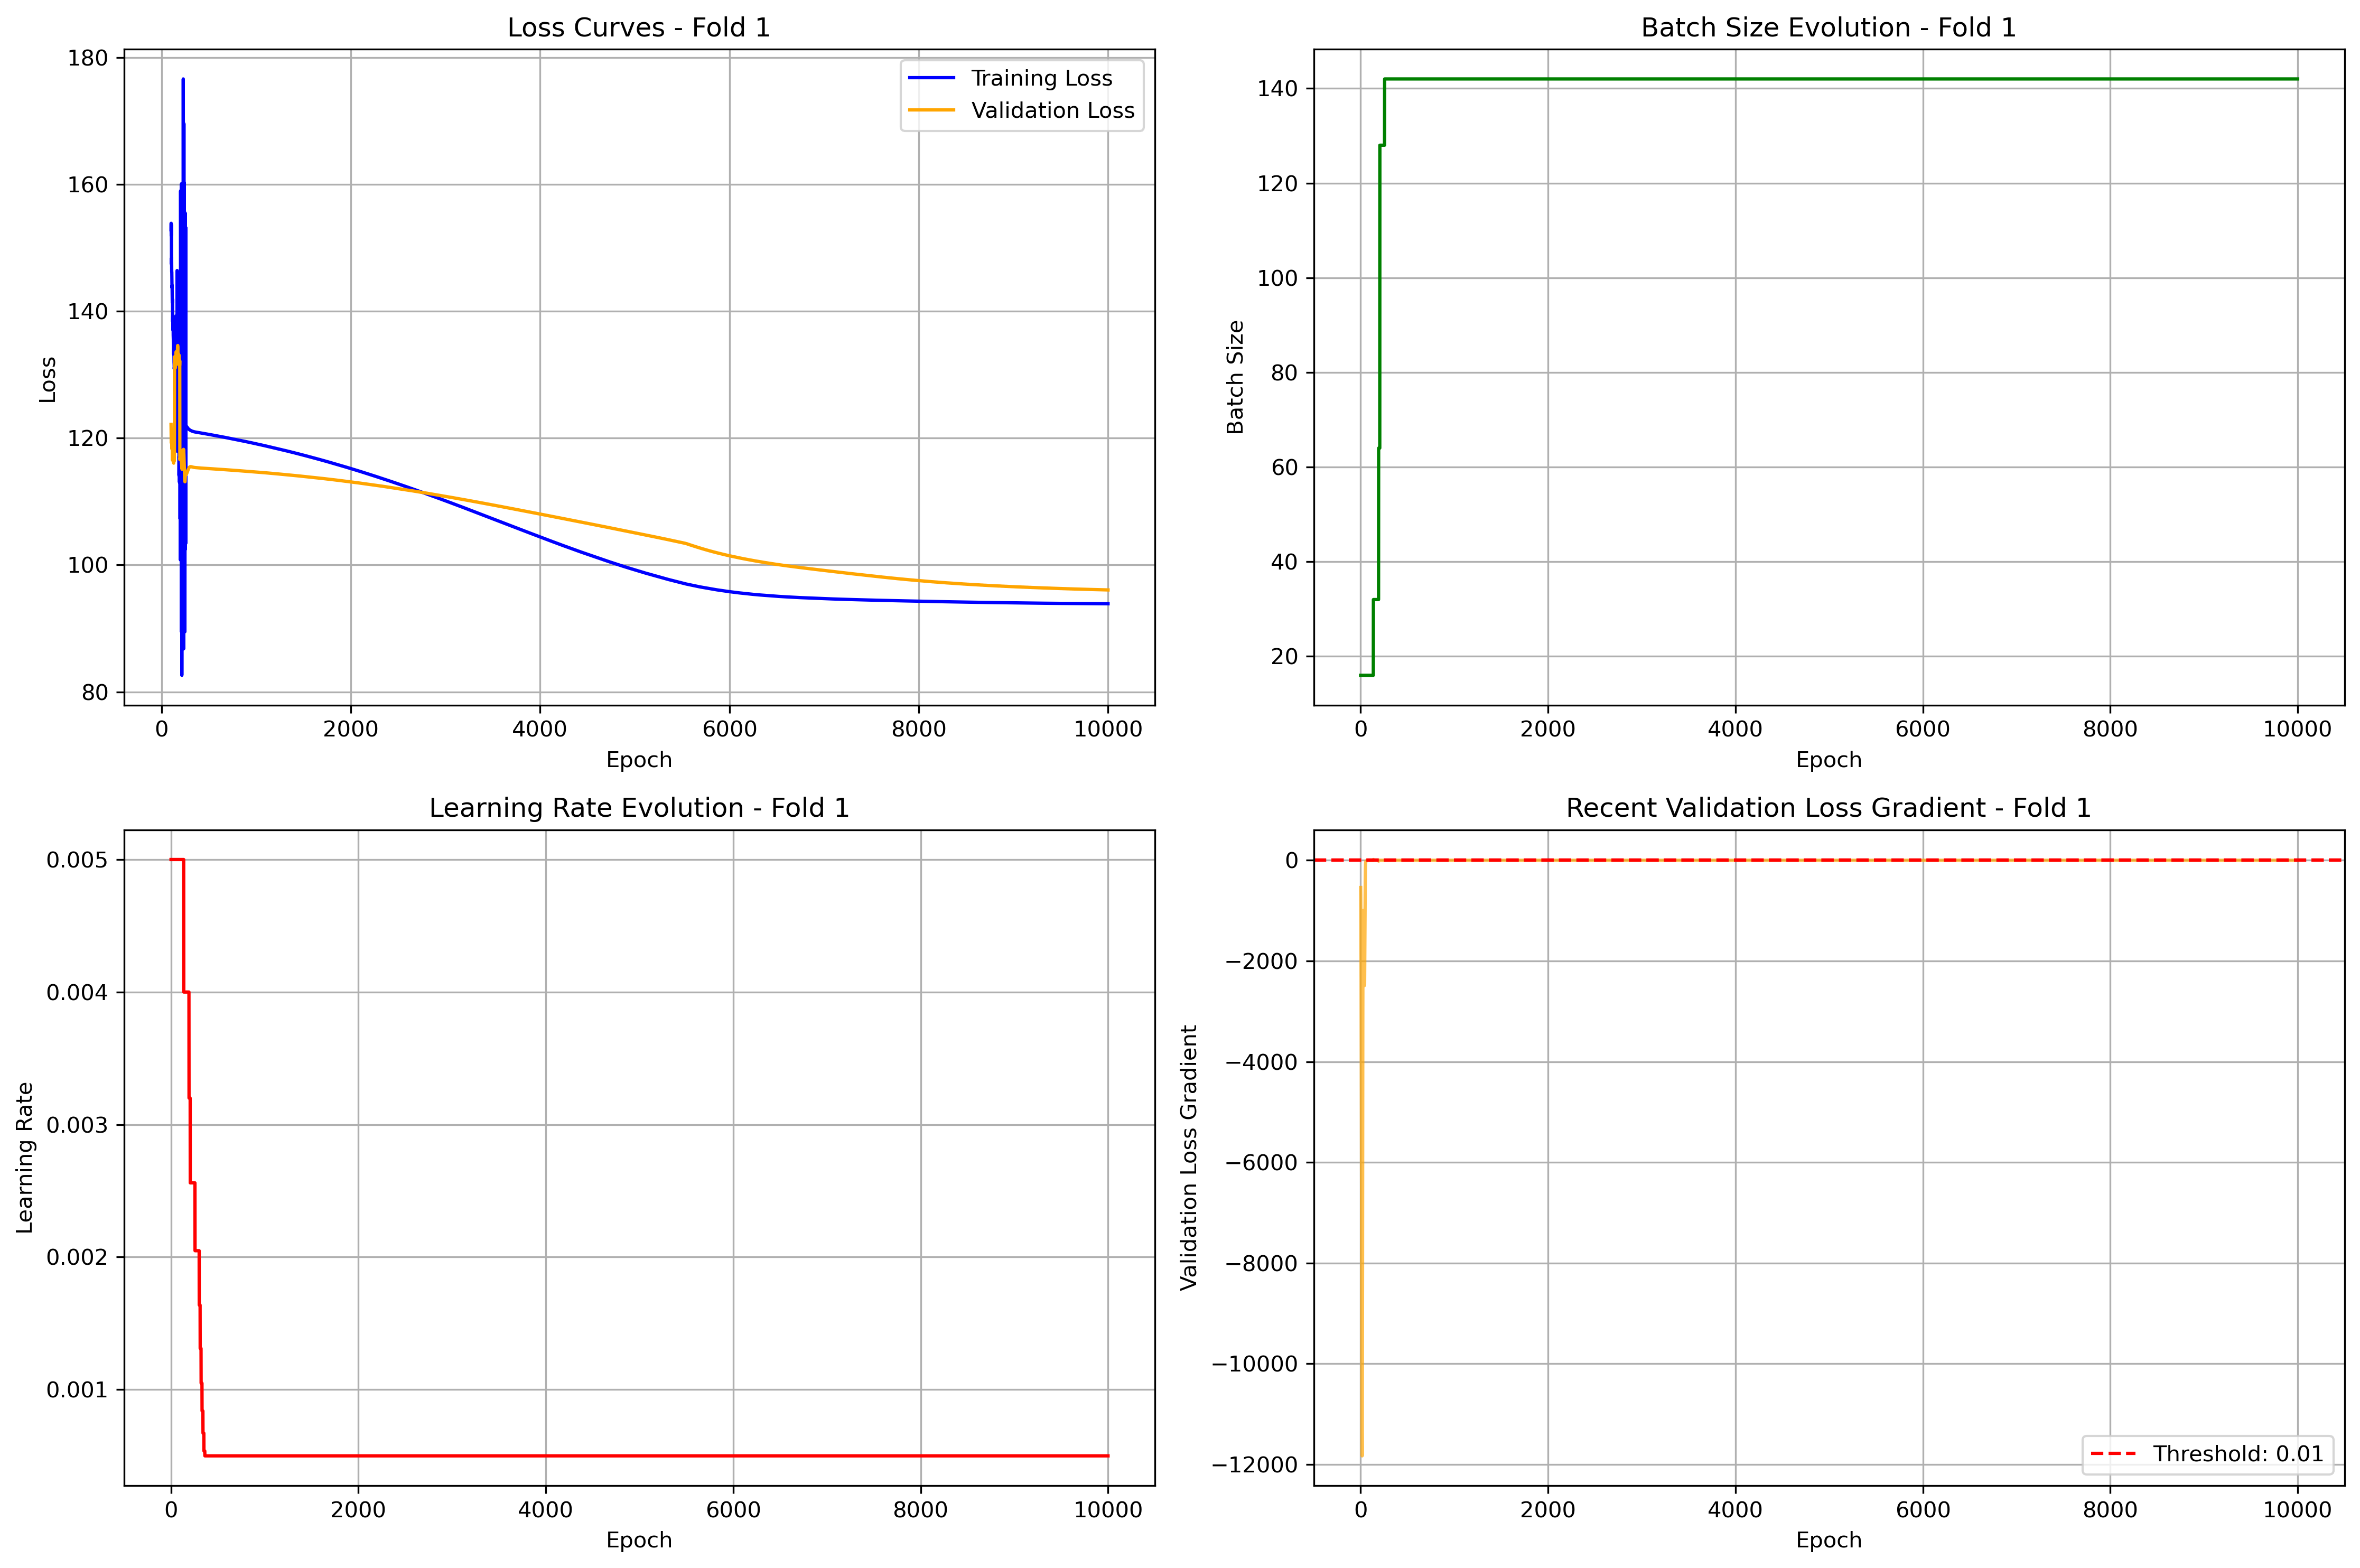 Loss Curves - Fold 1
180
160
140
120
100
80
Loss
Training Loss
Validation Loss
0 2000 4000 6000 8000 10000
Epoch
Batch Size Evolution - Fold 1
140
120
100
80
60
40
20
Batch Size
0 2000 4000 6000 8000 10000
Epoch
Learning Rate Evolution - Fold 1
0.005
0.004
0.003
0.002
0.001
Learning Rate
0 2000 4000 6000 8000 10000
Epoch
Recent Validation Loss Gradient - Fold 1
0
−2000
−4000
−6000
−8000
−10000
−12000
Validation Loss Gradient
Threshold: 0.01
0 2000 4000 6000 8000 10000
Epoch